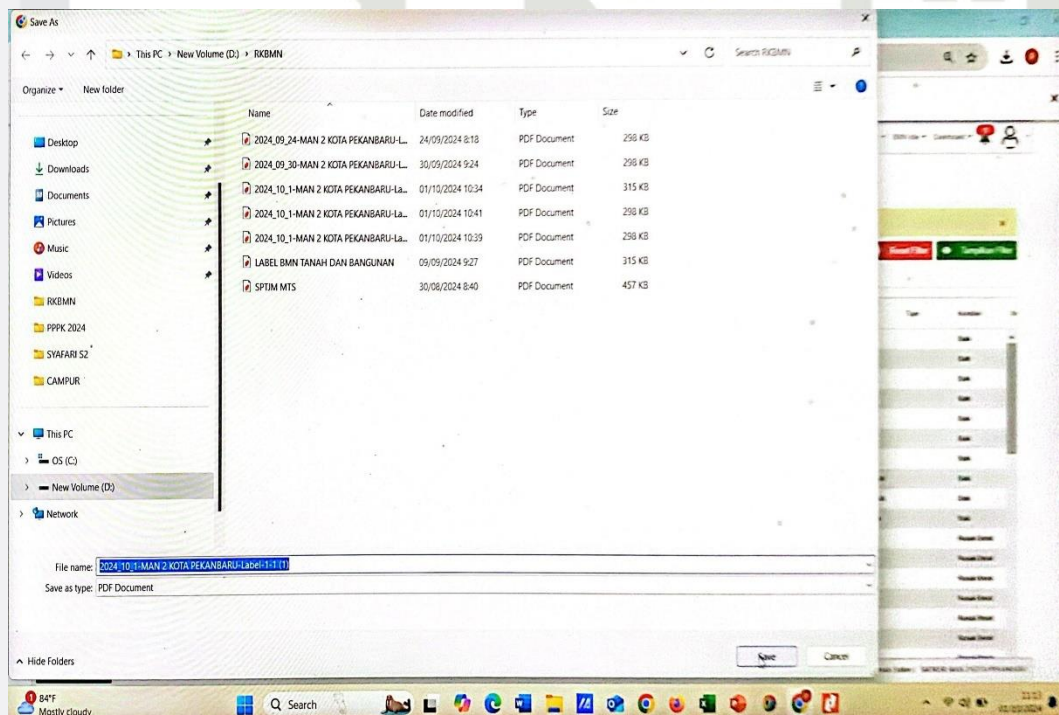 Save As
This PC > New Volume (D:) > RKBMN
Search RKBMN
Organize
New folder
Name Date modified Type Size
2024_09_24-MAN 2 KOTA PEKANBARU-L... 24/09/2024 8:18 PDF Document 298 KB
2024_09_30-MAN 2 KOTA PEKANBARU-L... 30/09/2024 9:24 PDF Document 298 KB
2024_10_1-MAN 2 KOTA PEKANBARU-La... 01/10/2024 10:34 PDF Document 315 KB
2024_10_1-MAN 2 KOTA PEKANBARU-La... 01/10/2024 10:41 PDF Document 298 KB
2024_10_1-MAN 2 KOTA PEKANBARU-La... 01/10/2024 10:39 PDF Document 298 KB
LABEL BMN TANAH DAN BANGUNAN 09/09/2024 9:27 PDF Document 315 KB
SPTJM MTS 30/08/2024 8:40 PDF Document 457 KB
Desktop
Downloads
Documents
Pictures
Music
Videos
RKBMN
PPPK 2024
SYAFARI S2
CAMPUR
This PC
OS (C:)
New Volume (D:)
Network
File name: 2024_10_1-MAN 2 KOTA PEKANBARU-Label-1-1 (1)
Save as type: PDF Document
Hide Folders
Save
Cancel
Reset Filter
Tampilkan Filter
84°F
Mostly cloudy
Search